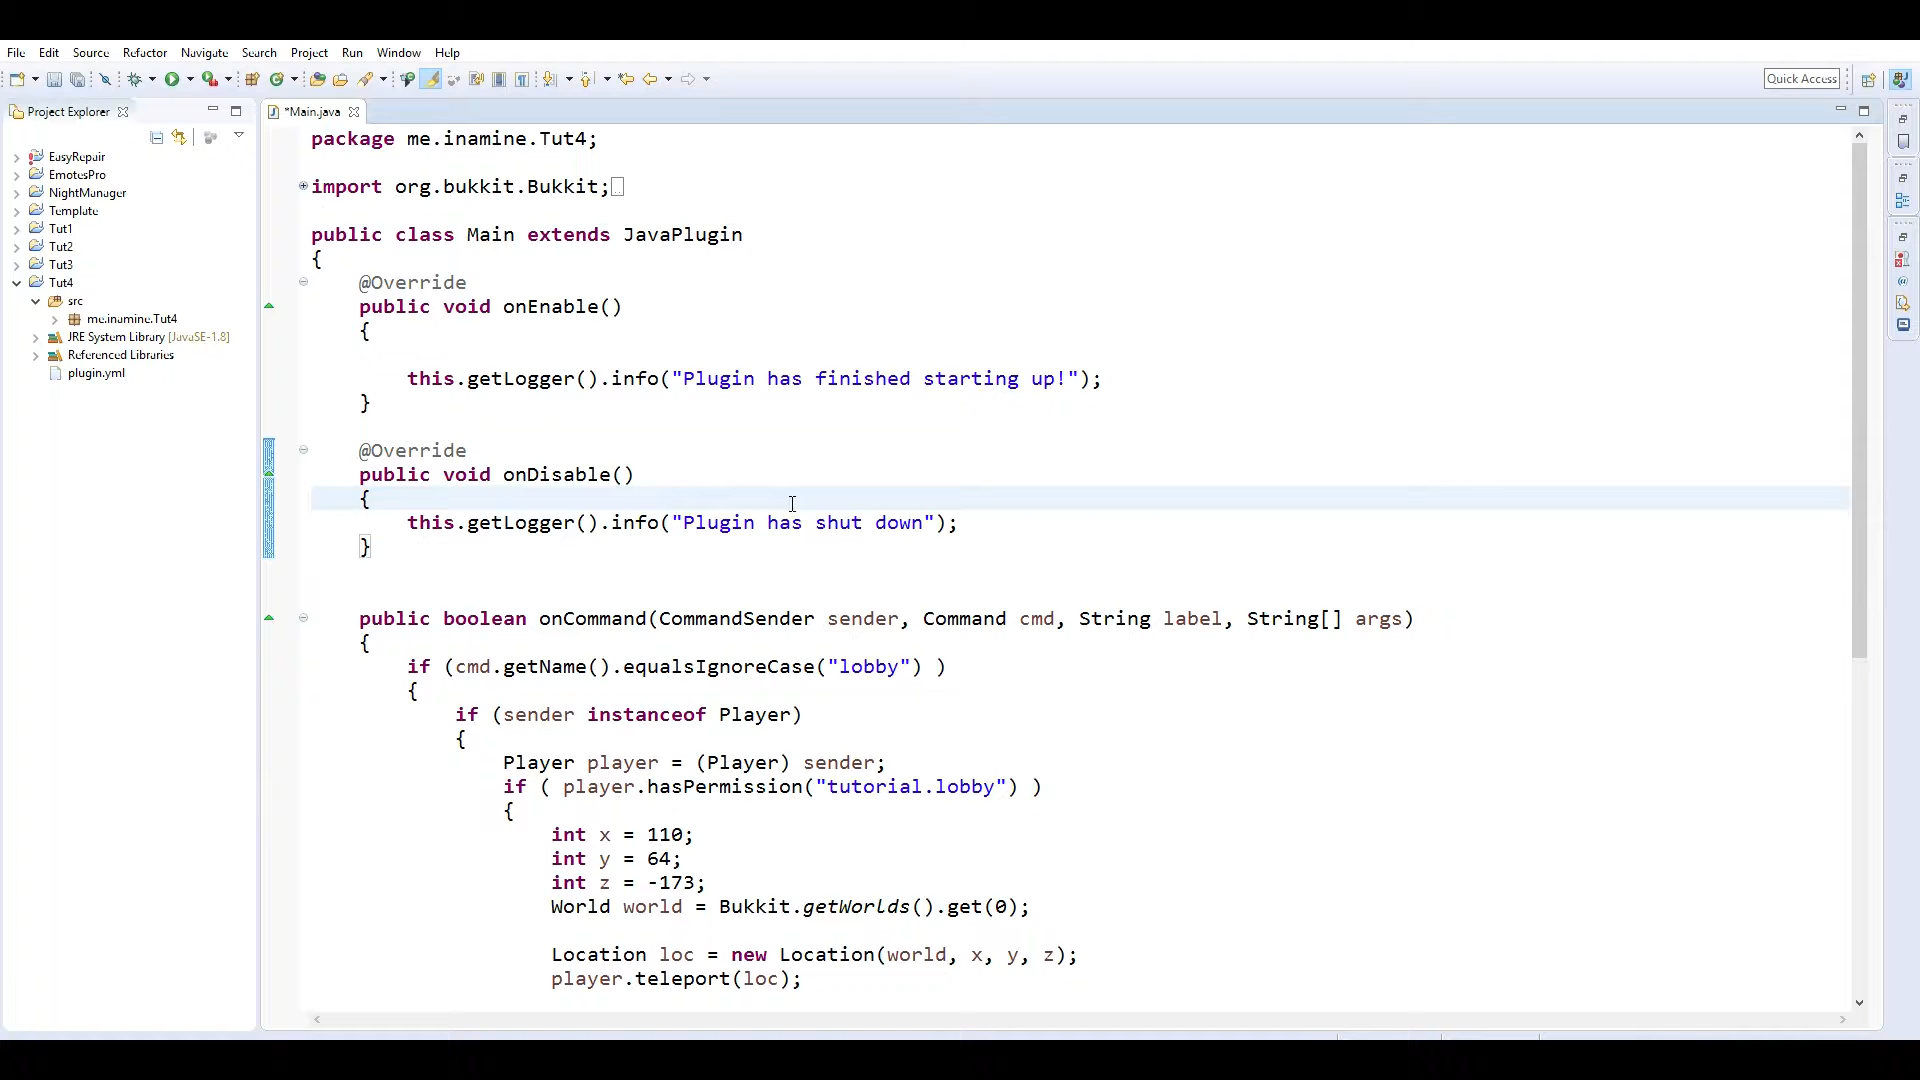 File Edit Source Refactor Navigate Search Project Run Window Help
Quick Access
Project Explorer
*Main.java
EasyRepair
EmotesPro
NightManager
Template
Tut1
Tut2
Tut3
Tut4
src
me.inamine.Tut4
JRE System Library [JavaSE-1.8]
Referenced Libraries
plugin.yml
package me.inamine.Tut4;
import org.bukkit.Bukkit;
public class Main extends JavaPlugin
{
@Override
public void onEnable()
{
this.getLogger().info("Plugin has finished starting up!");
}
@Override
public void onDisable()
{
this.getLogger().info("Plugin has shut down");
}
public boolean onCommand(CommandSender sender, Command cmd, String label, String[] args)
{
if (cmd.getName().equalsIgnoreCase("lobby") )
{
if (sender instanceof Player)
{
Player player = (Player) sender;
if ( player.hasPermission("tutorial.lobby") )
{
int x = 110;
int y = 64;
int z = -173;
World world = Bukkit.getWorlds().get(0);
Location loc = new Location(world, x, y, z);
player.teleport(loc);